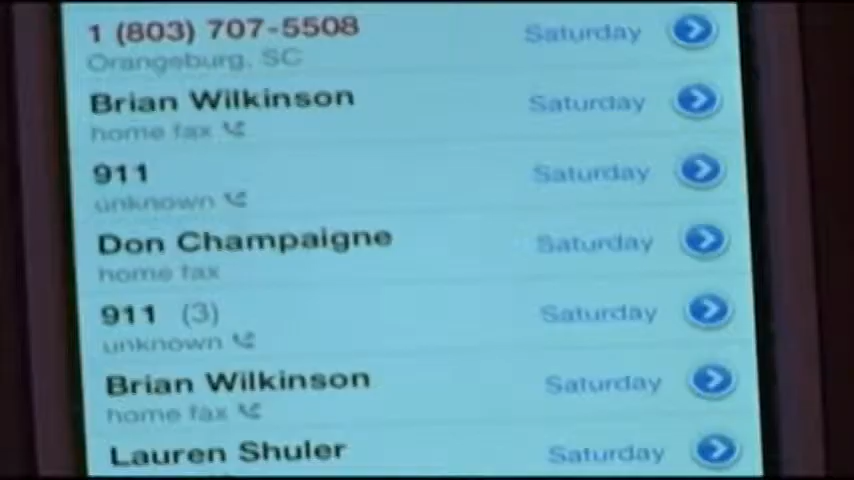 1 (803) 707-5508 Saturday
Orangeburg, SC
Brian Wilkinson Saturday
home fax
911 Saturday
unknown
Don Champaigne Saturday
home fax
911 (3) Saturday
unknown
Brian Wilkinson Saturday
home fax
Lauren Shuler Saturday